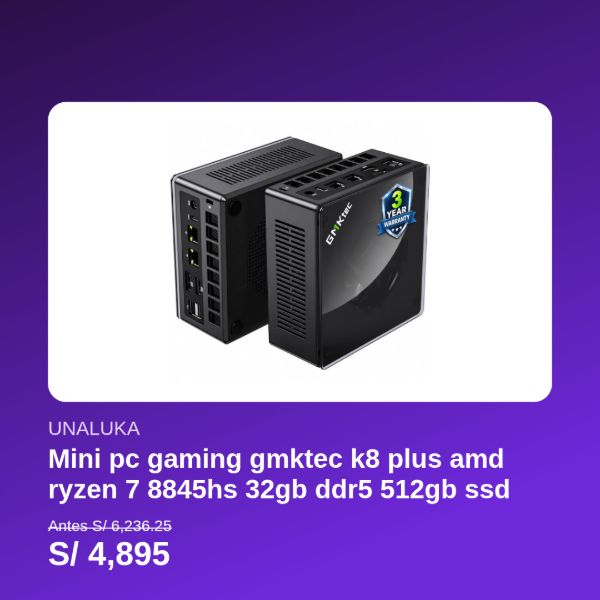 GMKtec
3
YEAR
WARRANTY
UNALUKA
Mini pc gaming gmktec k8 plus amd
ryzen 7 8845hs 32gb ddr5 512gb ssd
Antes S/ 6,236.25
S/ 4,895